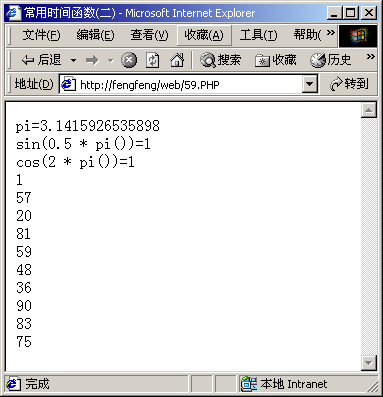 常用时间函数(二) - Microsoft Internet Explorer
文件(F) 编辑(E) 查看(V) 收藏(A) 工具(T) 帮助(
后退 搜索 收藏 历史
地址(D) http://fengfeng/web/59.PHP 转到
pi=3.1415926535898
sin(0.5 * pi())=1
cos(2 * pi())=1
1
57
20
81
59
48
36
90
83
75
完成 本地 Intranet